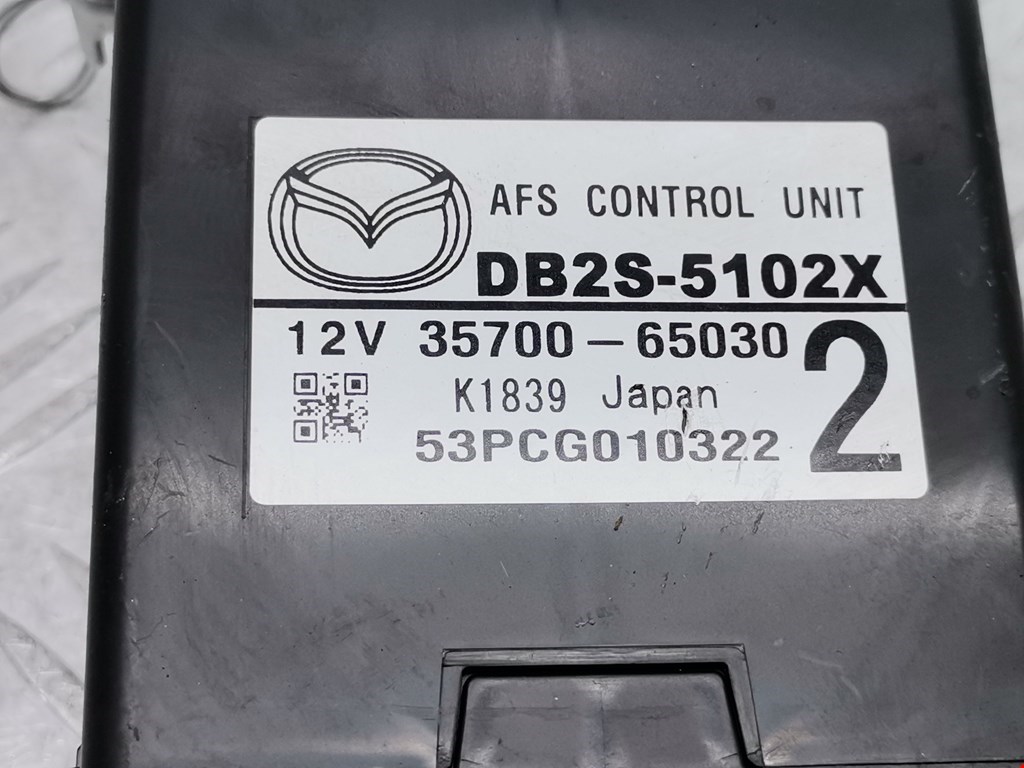 AFS CONTROL UNIT
DB2S-5102X
12V 35700-65030
2
K1839 Japan
53PCG010322